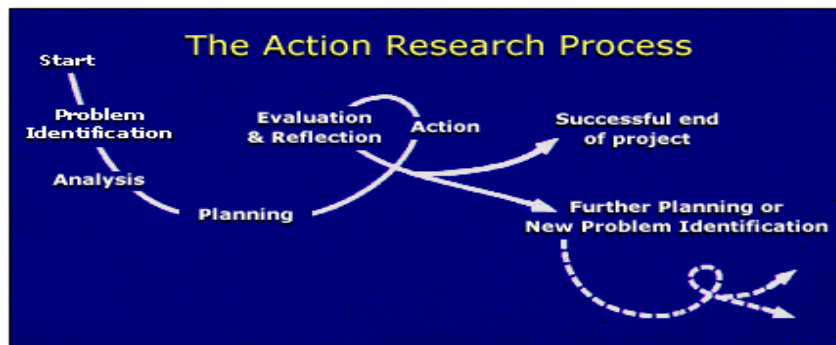 The Action Research Process
Start
Problem
Identification
Analysis
Planning
Evaluation
& Reflection
Action
Successful end
of project
Further Planning or
New Problem Identification